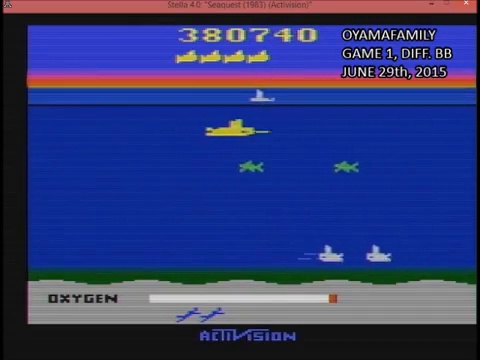 Stella 4.0: "Seaquest (1983) (Activision)"
380740
OYAMAFAMILY
GAME 1, DIFF. BB
JUNE 29th, 2015
OXYGEN
ACTIVISION